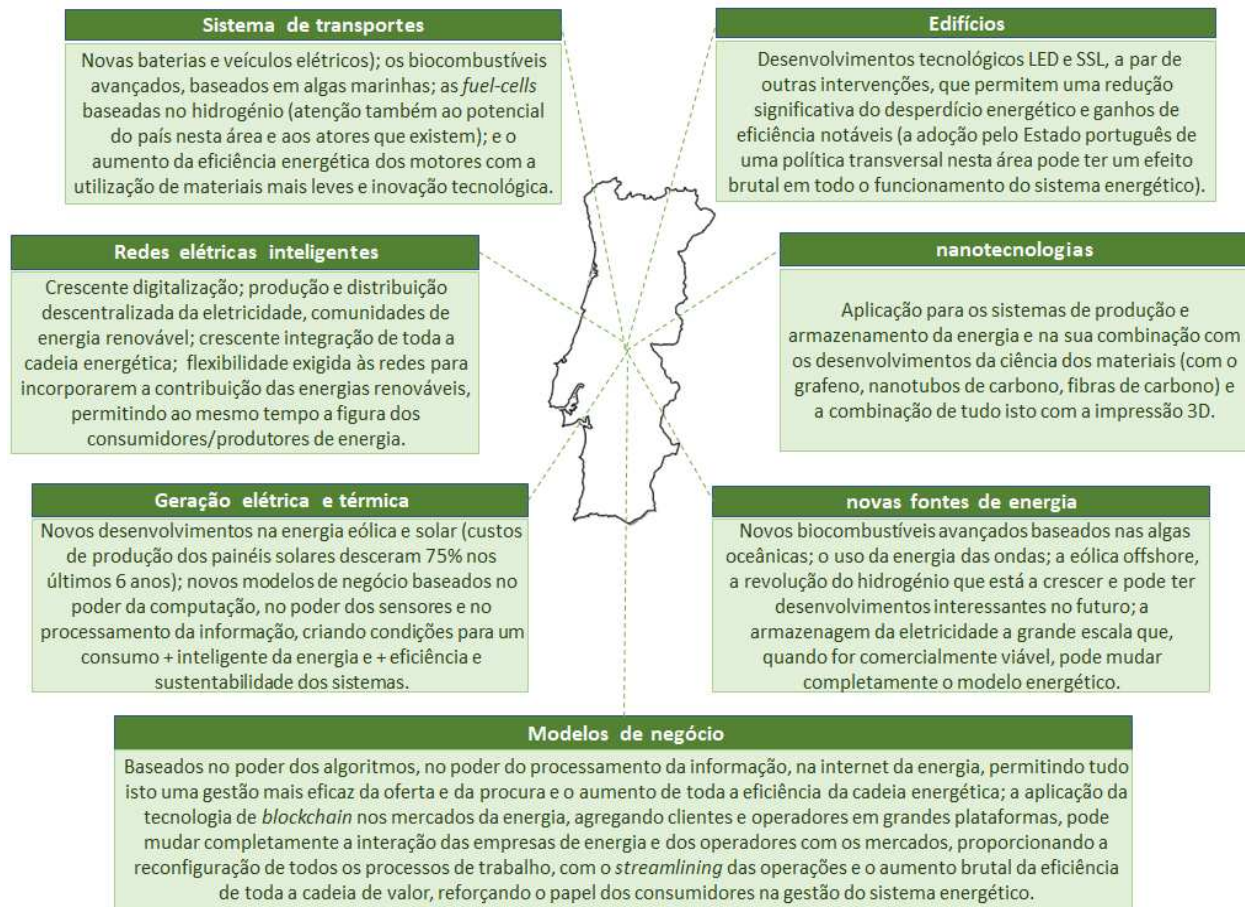 Sistema de transportes
Novas baterias e veículos elétricos); os biocombustíveis
avançados, baseados em algas marinhas; as fuel-cells
baseadas no hidrogénio (atenção também ao potencial
do país nesta área e aos atores que existem); e o
aumento da eficiência energética dos motores com a
utilização de materiais mais leves e inovação tecnológica.
Edifícios
Desenvolvimentos tecnológicos LED e SSL, a par de
outras intervenções, que permitem uma redução
significativa do desperdício energético e ganhos de
eficiência notáveis (a adoção pelo Estado português de
uma política transversal nesta área pode ter um efeito
brutal em todo o funcionamento do sistema energético).
Redes elétricas inteligentes
Crescente digitalização; produção e distribuição
descentralizada da eletricidade, comunidades de
energia renovável; crescente integração de toda a
cadeia energética; flexibilidade exigida às redes para
incorporarem a contribuição das energias renováveis,
permitindo ao mesmo tempo a figura dos
consumidores/produtores de energia.
nanotecnologias
Aplicação para os sistemas de produção e
armazenamento da energia e na sua combinação com
os desenvolvimentos da ciência dos materiais (com o
grafeno, nanotubos de carbono, fibras de carbono) e
a combinação de tudo isto com a impressão 3D.
Geração elétrica e térmica
Novos desenvolvimentos na energia eólica e solar (custos
de produção dos painéis solares desceram 75% nos
últimos 6 anos); novos modelos de negócio baseados no
poder da computação, no poder dos sensores e no
processamento da informação, criando condições para um
consumo + inteligente da energia e + eficiência e
sustentabilidade dos sistemas.
novas fontes de energia
Novos biocombustíveis avançados baseados nas algas
oceânicas; o uso da energia das ondas; a eólica offshore,
a revolução do hidrogénio que está a crescer e pode ter
desenvolvimentos interessantes no futuro; a
armazenagem da eletricidade a grande escala que,
quando for comercialmente viável, pode mudar
completamente o modelo energético.
Modelos de negócio
Baseados no poder dos algoritmos, no poder do processamento da informação, na internet da energia, permitindo tudo
isto uma gestão mais eficaz da oferta e da procura e o aumento de toda a eficiência da cadeia energética; a aplicação da
tecnologia de blockchain nos mercados da energia, agregando clientes e operadores em grandes plataformas, pode
mudar completamente a interação das empresas de energia e dos operadores com os mercados, proporcionando a
reconfiguração de todos os processos de trabalho, com o streamlining das operações e o aumento brutal da eficiência
de toda a cadeia de valor, reforçando o papel dos consumidores na gestão do sistema energético.